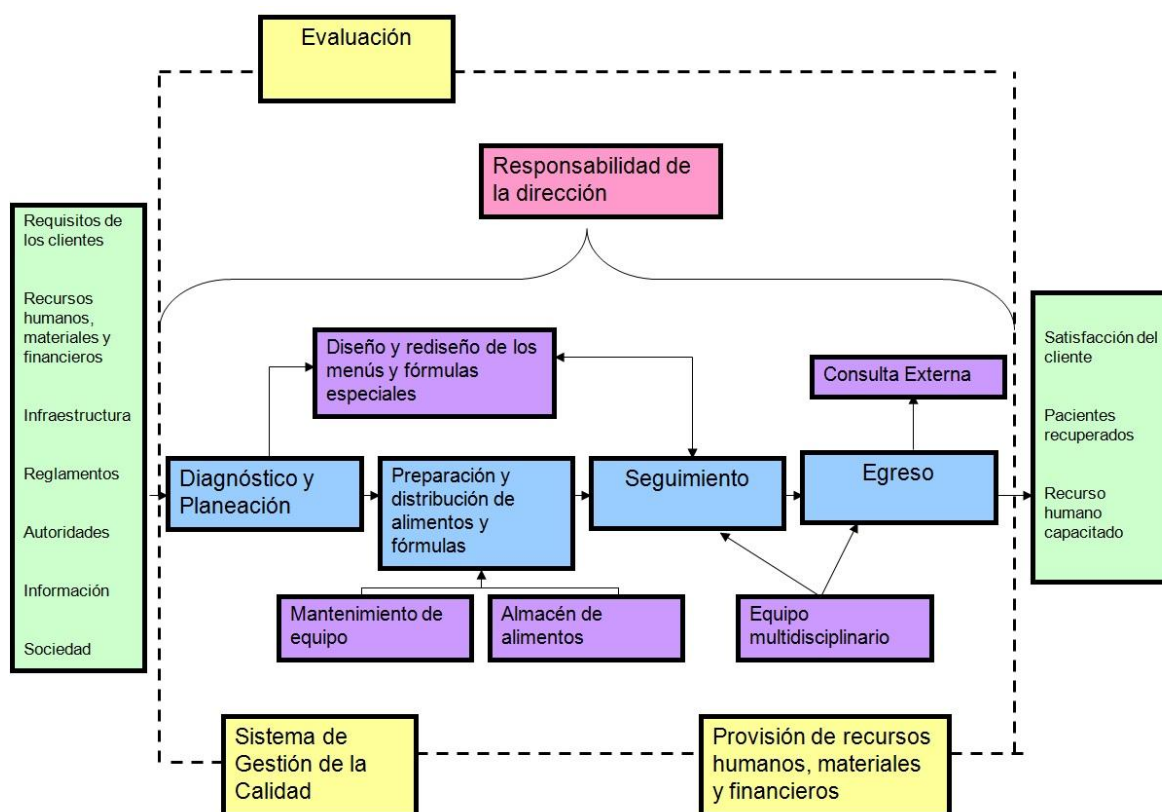 Evaluación
Responsabilidad de
la dirección
Requisitos de
los clientes
Recursos
humanos,
materiales y
financieros
Infraestructura
Reglamentos
Autoridades
Información
Sociedad
Diseño y rediseño de los
menús y fórmulas
especiales
Consulta Externa
Diagnóstico y
Planeación
Preparación y
distribución de
alimentos y
fórmulas
Seguimiento
Egreso
Mantenimiento de
equipo
Almacén de
alimentos
Equipo
multidisciplinario
Satisfacción del
cliente
Pacientes
recuperados
Recurso
humano
capacitado
Sistema de
Gestión de la
Calidad
Provisión de recursos
humanos, materiales
y financieros